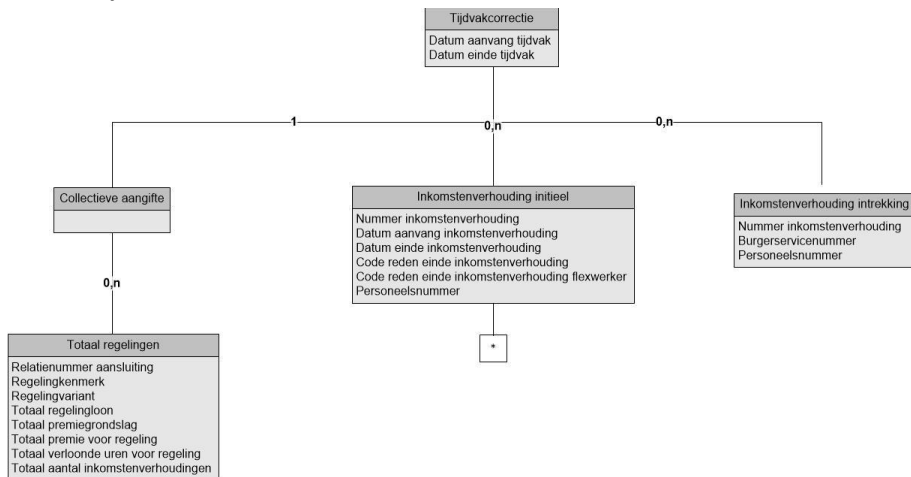 Tijdvakcorrectie
Datum aanvang tijdvak
Datum einde tijdvak
1
0,n
0,n
Collectieve aangifte
0,n
Totaal regelingen
Relatienummer aansluiting
Regelingkenmerk
Regelingvariant
Totaal regelingloon
Totaal premiegrondslag
Totaal premie voor regeling
Totaal verloonde uren voor regeling
Totaal aantal inkomstenverhoudingen
Inkomstenverhouding initieel
Nummer inkomstenverhouding
Datum aanvang inkomstenverhouding
Datum einde inkomstenverhouding
Code reden einde inkomstenverhouding
Code reden einde inkomstenverhouding flexwerker
Personeelsnummer
*
Inkomstenverhouding intrekking
Nummer inkomstenverhouding
Burgerservicenummer
Personeelsnummer